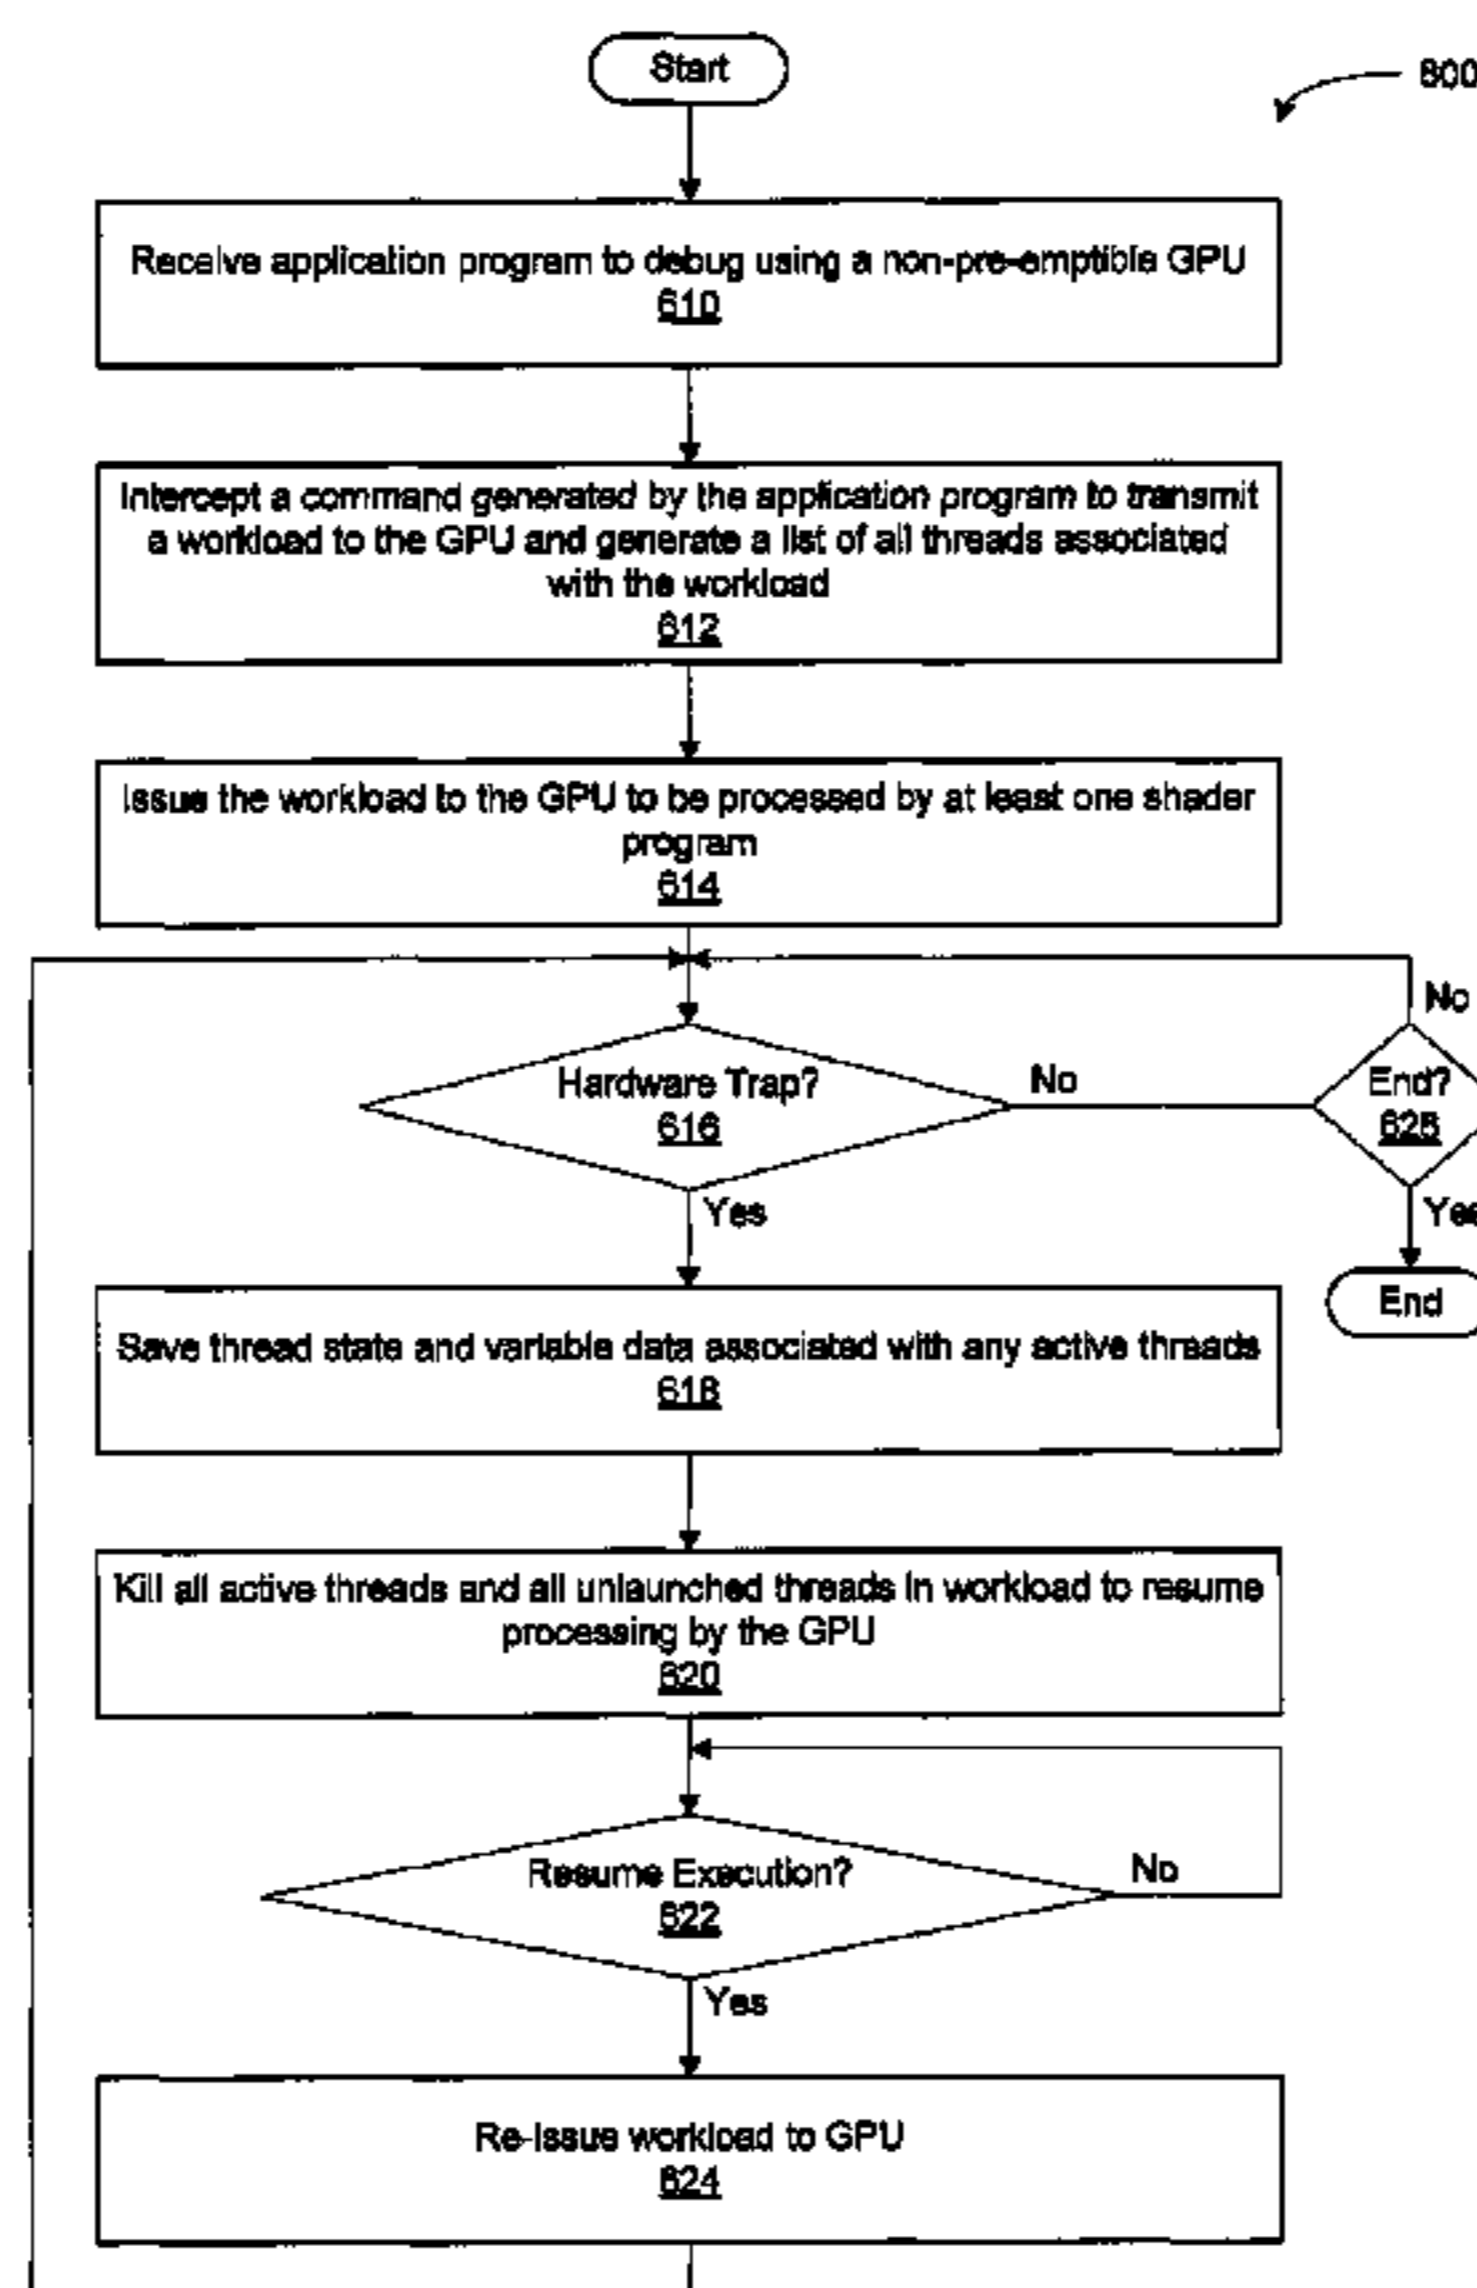 Start
600
Receive application program to debug using a non-pre-emptible GPU
610
Intercept a command generated by the application program to transmit
a workload to the GPU and generate a list of all threads associated
with the workload
612
Issue the workload to the GPU to be processed by at least one shader
program
614
No
Hardware Trap?
616
No
End?
625
Yes
Yes
End
Save thread state and variable data associated with any active threads
618
Kill all active threads and all unlaunched threads in workload to resume
processing by the GPU
620
Resume Execution?
622
No
Yes
Re-issue workload to GPU
624